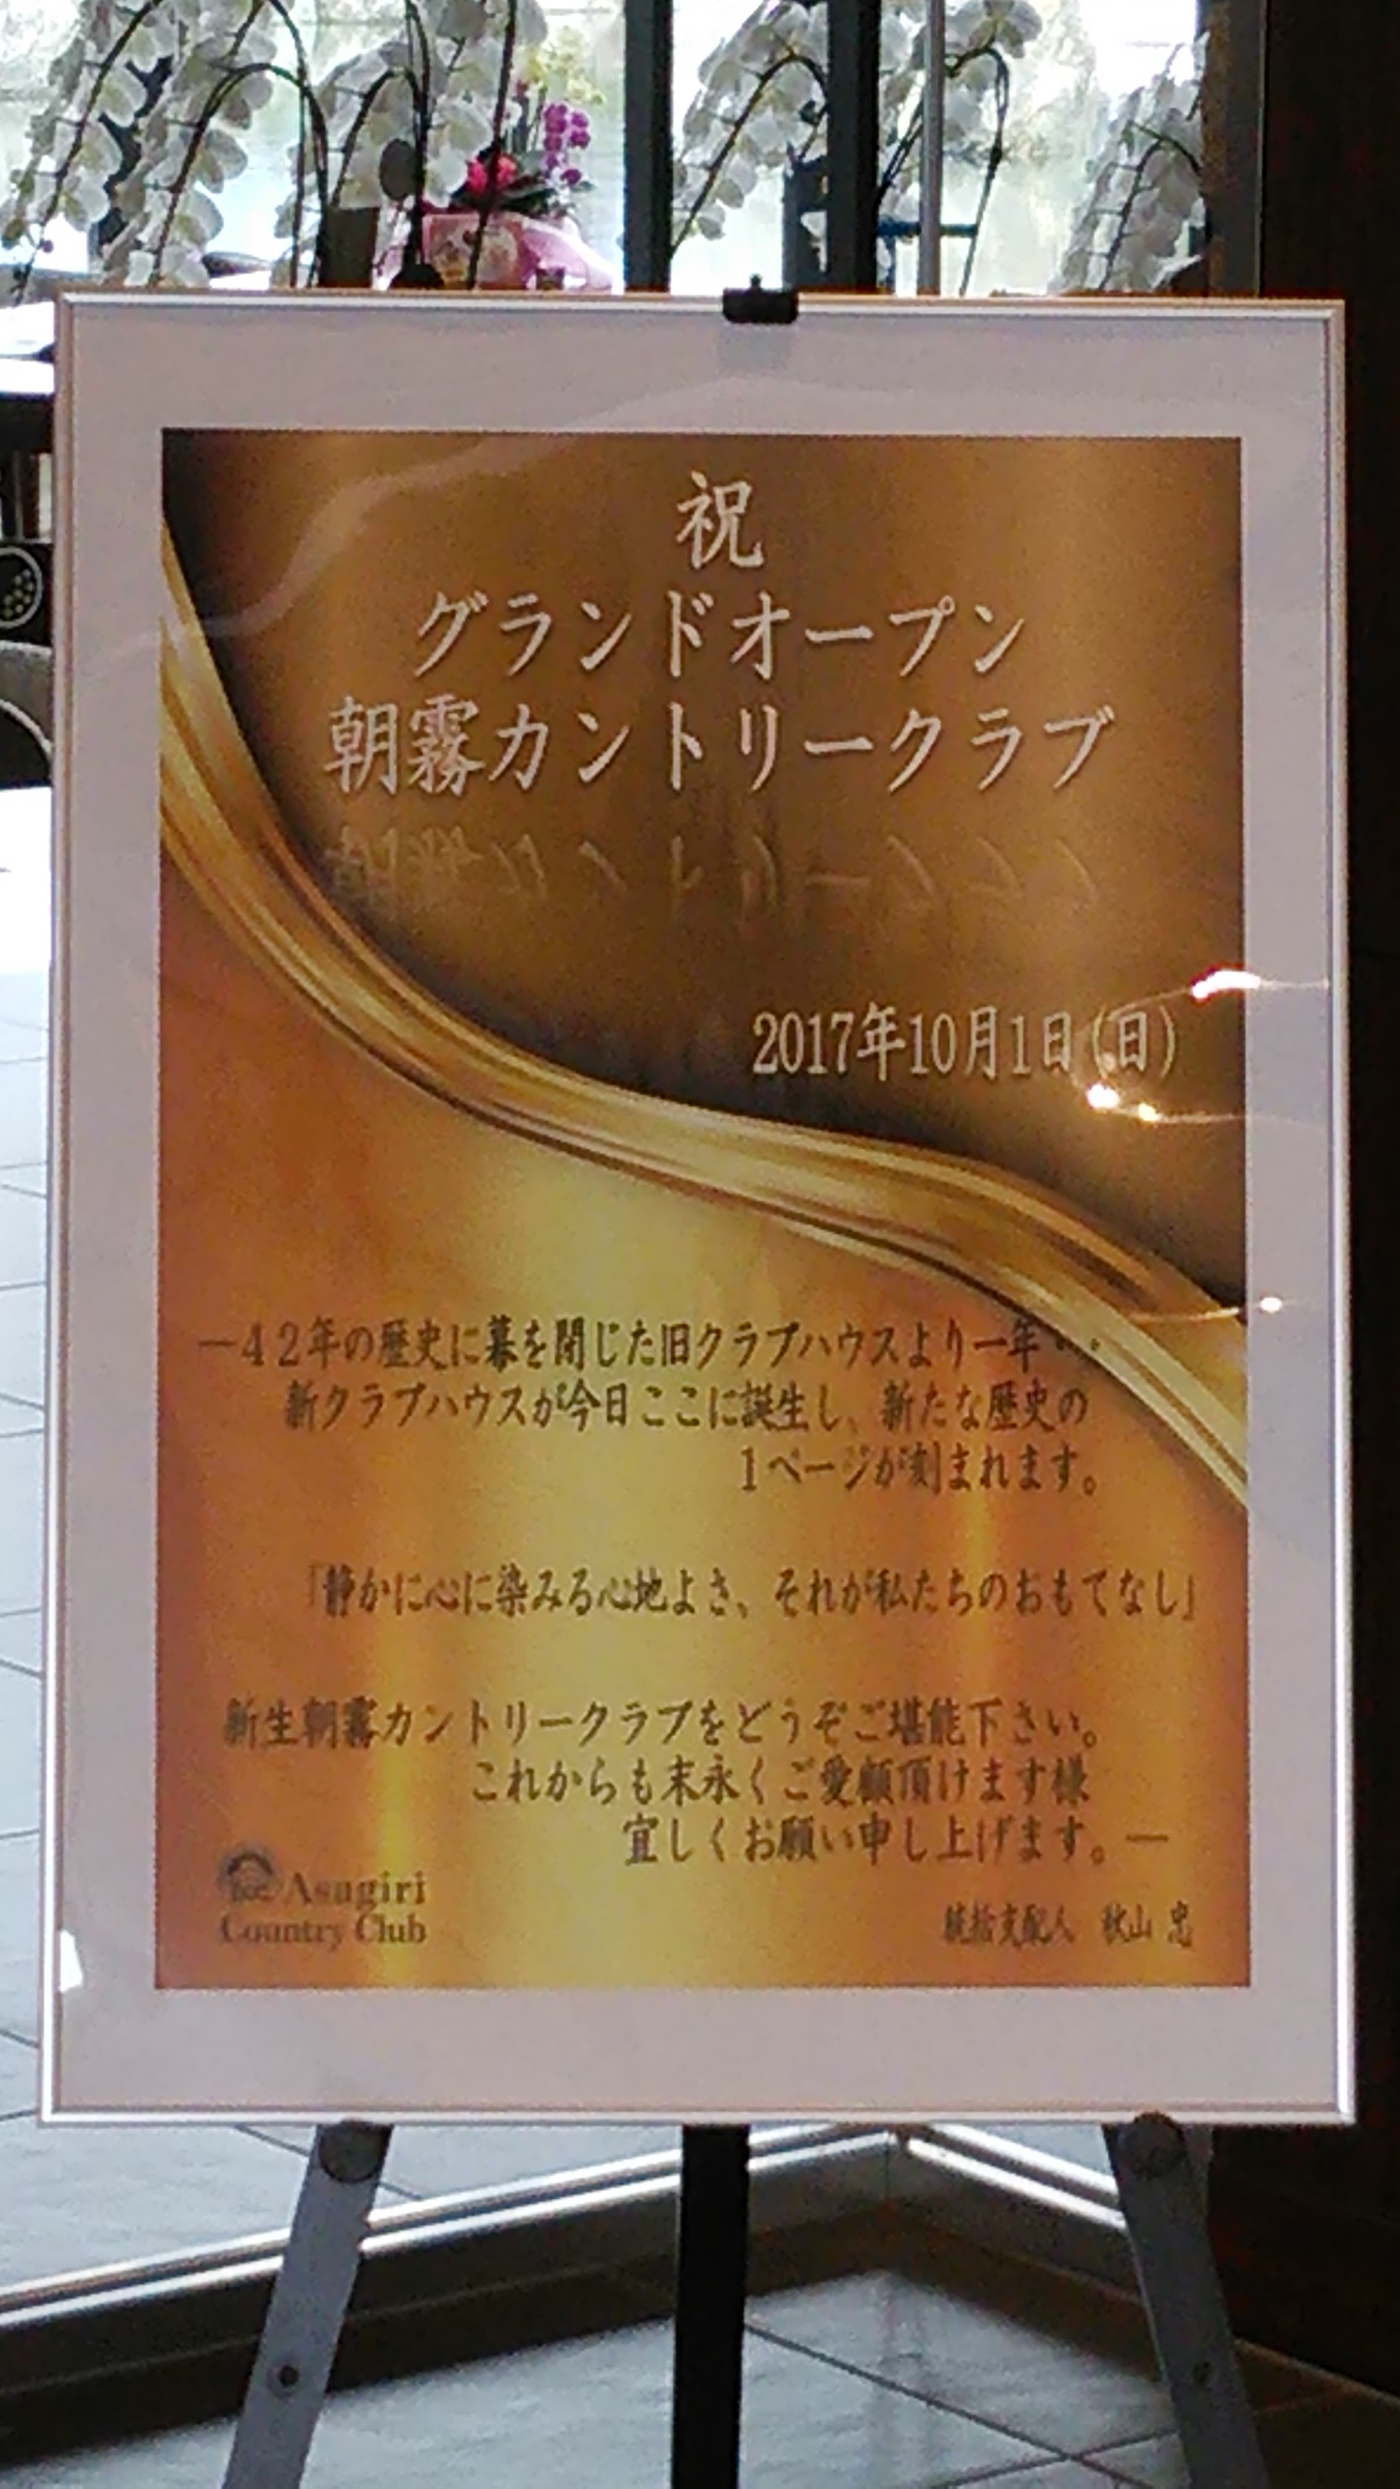 祝
グランドオープン
朝霧カントリークラブ
2017年10月1日(日)
―42年の歴史に幕を閉じた旧クラブハウスより一年・・
新クラブハウスが今日ここに誕生し、新たな歴史の
1ページが刻まれます。
「静かに心に染みる心地よさ、それが私たちのおもてなし」
新生朝霧カントリークラブをどうぞご堪能下さい。
これからも末永くご愛顧頂けます様
宜しくお願い申し上げます。―
Asagiri
Country Club
統括支配人 秋山 忠